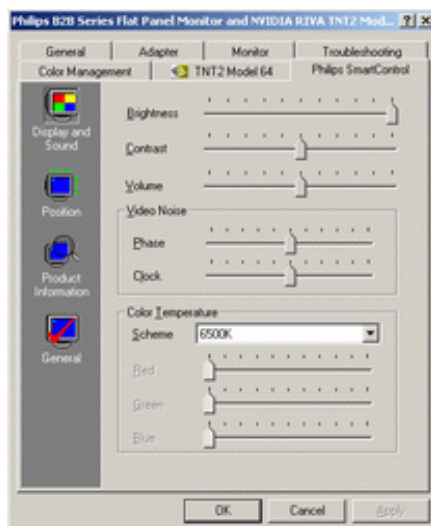 Philips B2B Series Flat Panel Monitor and NVIDIA RIVA TNT2 Mod...
General Adapter Monitor Troubleshooting
Color Management TNT2 Model 64 Philips SmartControl
Display and
Sound
Position
Product
Information
General
Brightness
Contrast
Volume
Video Noise
Phase
Clock
Color Temperature
Scheme 6500K
Red
Green
Blue
OK Cancel Apply